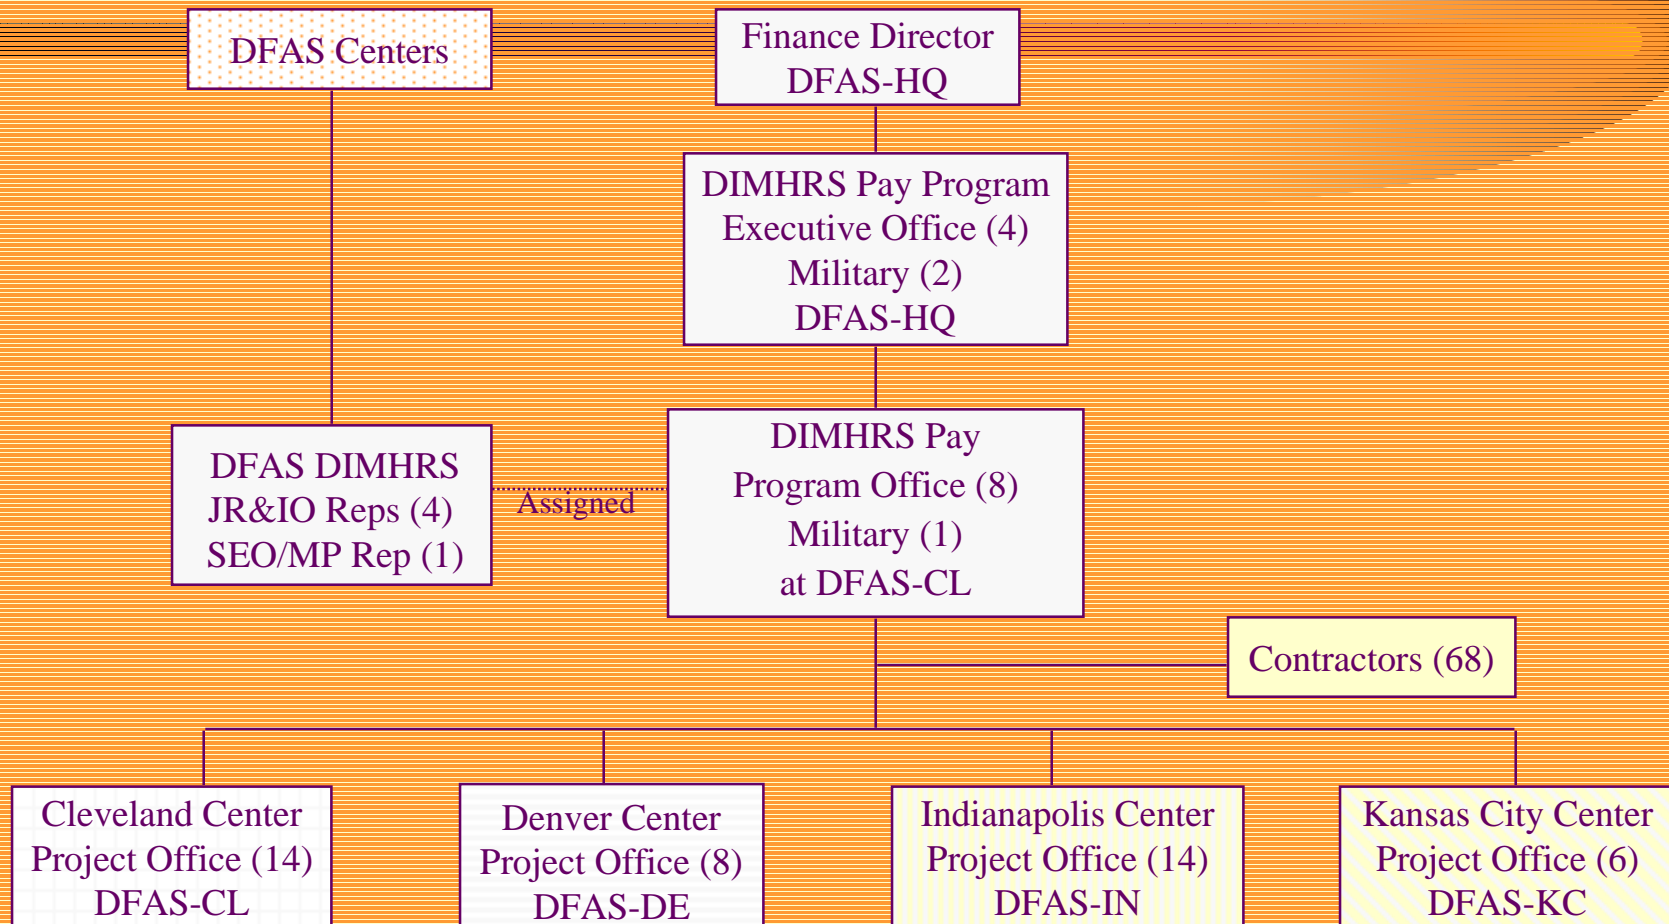 DFAS Centers
Finance Director
DFAS-HQ
DIMHRS Pay Program
Executive Office (4)
Military (2)
DFAS-HQ
DFAS DIMHRS
JR&IO Reps (4)
SEO/MP Rep (1)
Assigned
DIMHRS Pay
Program Office (8)
Military (1)
at DFAS-CL
Contractors (68)
Cleveland Center
Project Office (14)
DFAS-CL
Denver Center
Project Office (8)
DFAS-DE
Indianapolis Center
Project Office (14)
DFAS-IN
Kansas City Center
Project Office (6)
DFAS-KC